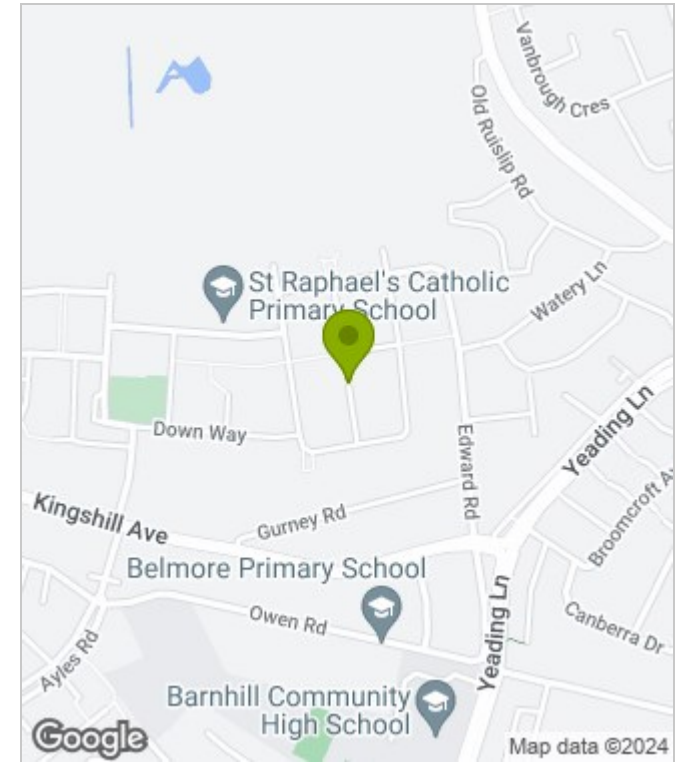 Vanbrough Cres
Old Ruislip Rd
St Raphael's Catholic
Primary School
Watery Ln
Down Way
Edward Rd
Yeading Ln
Kingshill Ave
Gurney Rd
Broomcroft Av
Belmore Primary School
Owen Rd
Canberra Dr
Yeading Ln
Ayles Rd
Barnhill Community
High School
Google
Map data ©2024